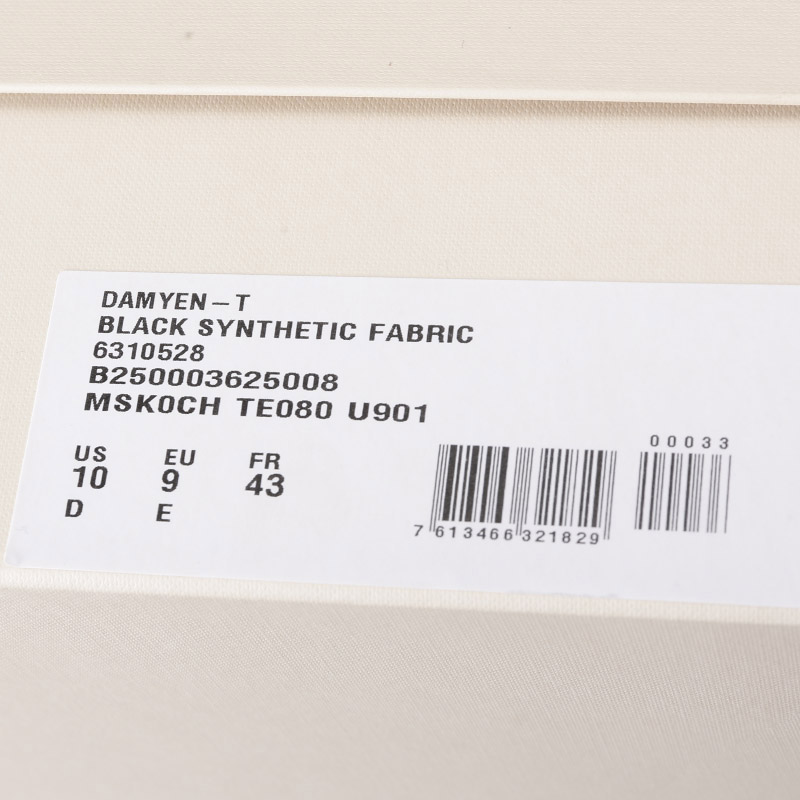 DAMYEN-T
BLACK SYNTHETIC FABRIC
6310528
B250003625008
MSK0CH TE080 U901
US EU FR
10 9 43
D E
00033
7 613466 321829